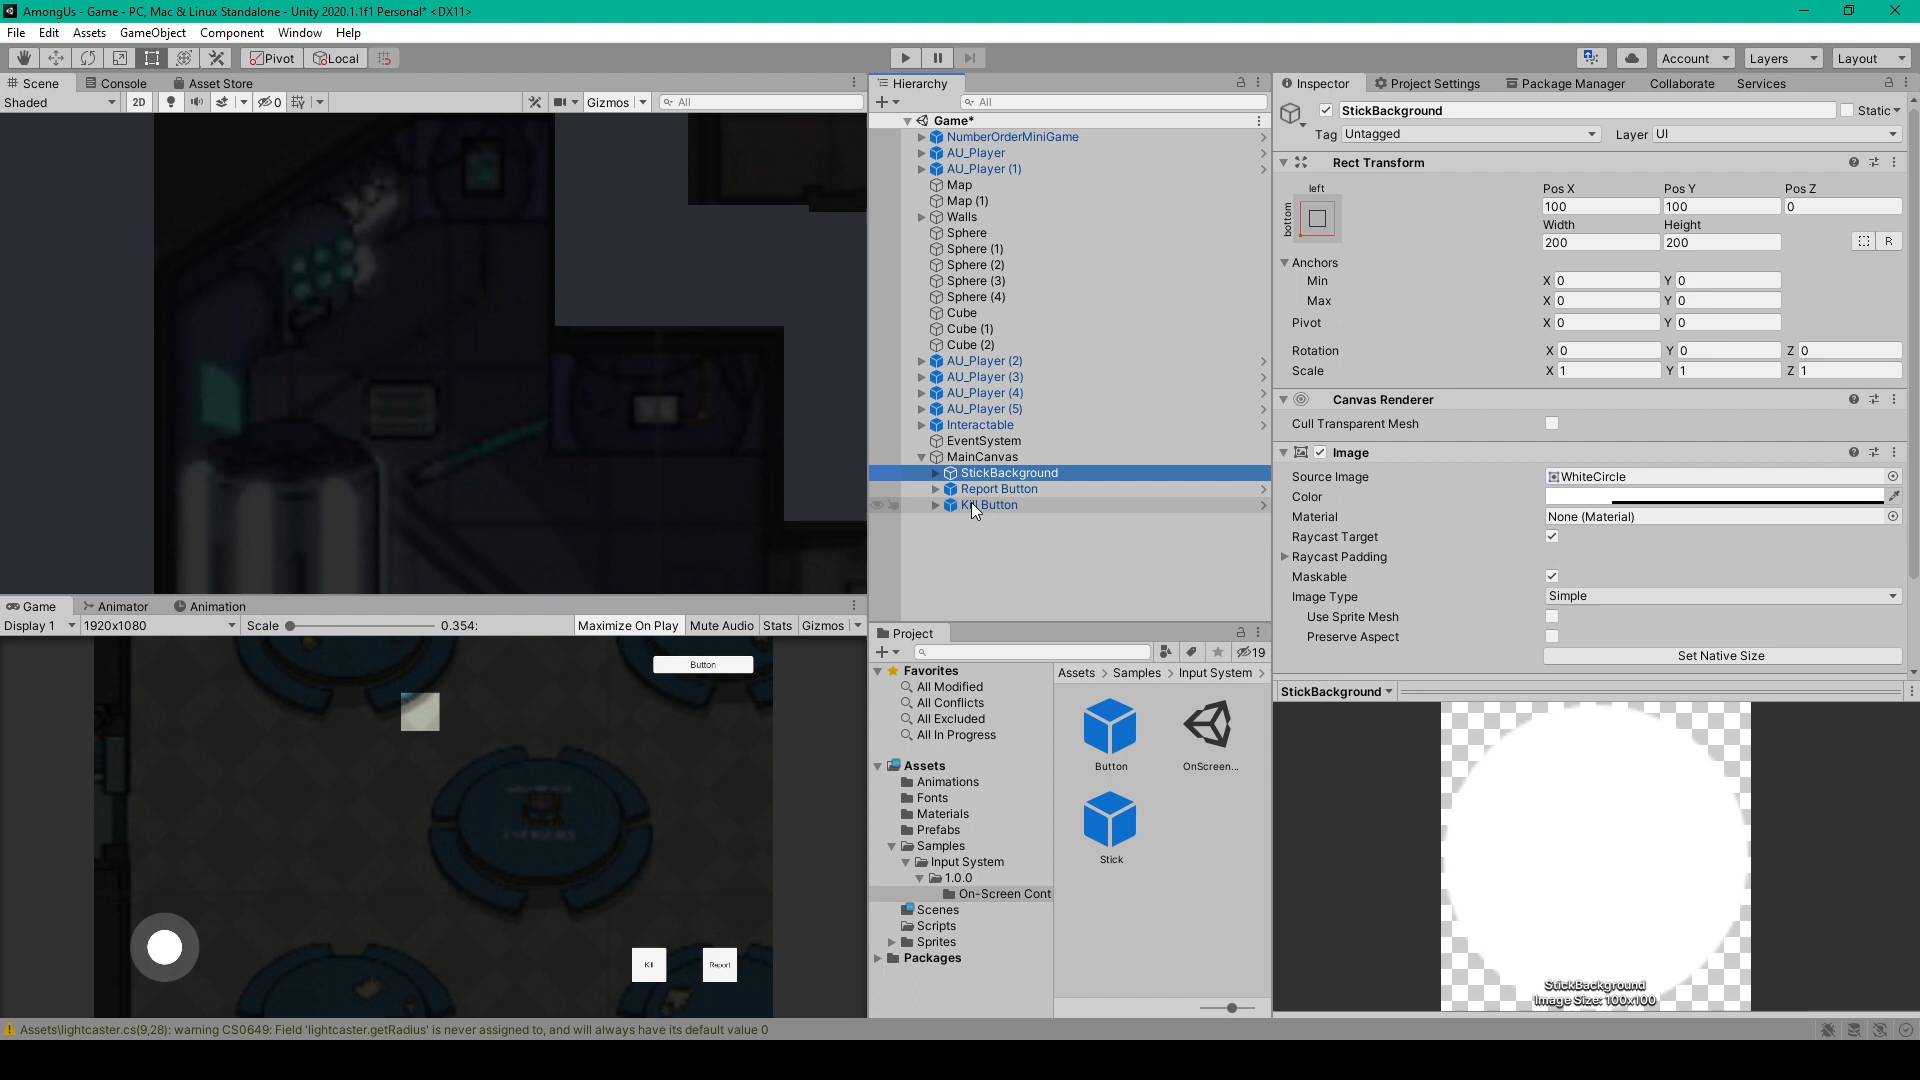 AmongUs - Game - PC, Mac & Linux Standalone - Unity 2020.1.1f1 Personal* <DX11>
File Edit Assets GameObject Component Window Help
Pivot Local Account Layers Layout
Scene Console Asset Store
Shaded 2D 0 Gizmos All
Hierarchy
All
Game*
NumberOrderMiniGame
AU_Player
AU_Player (1)
Map
Map (1)
Walls
Sphere
Sphere (1)
Sphere (2)
Sphere (3)
Sphere (4)
Cube
Cube (1)
Cube (2)
AU_Player (2)
AU_Player (3)
AU_Player (4)
AU_Player (5)
Interactable
EventSystem
MainCanvas
StickBackground
Report Button
Kill Button
Inspector Project Settings Package Manager Collaborate Services
StickBackground Static
Tag Untagged Layer UI
Rect Transform
left
bottom
Pos X Pos Y Pos Z
100 100 0
Width Height
200 200 R
Anchors
Min X 0 Y 0
Max X 0 Y 0
Pivot X 0 Y 0
Rotation X 0 Y 0 Z 0
Scale X 1 Y 1 Z 1
Canvas Renderer
Cull Transparent Mesh
Image
Source Image WhiteCircle
Color
Material None (Material)
Raycast Target
Raycast Padding
Maskable
Image Type Simple
Use Sprite Mesh
Preserve Aspect
Set Native Size
StickBackground
StickBackground
Image Size: 100x100
Game Animator Animation
Display 1 1920x1080 Scale 0.354: Maximize On Play Mute Audio Stats Gizmos
Button
Kill Report
Project
19
Favorites
All Modified
All Conflicts
All Excluded
All In Progress
Assets
Animations
Fonts
Materials
Prefabs
Samples
Input System
1.0.0
On-Screen Cont
Scenes
Scripts
Sprites
Packages
Assets > Samples > Input System >
Button OnScreen...
Stick
Assets\lightcaster.cs(9,28): warning CS0649: Field 'lightcaster.getRadius' is never assigned to, and will always have its default value 0